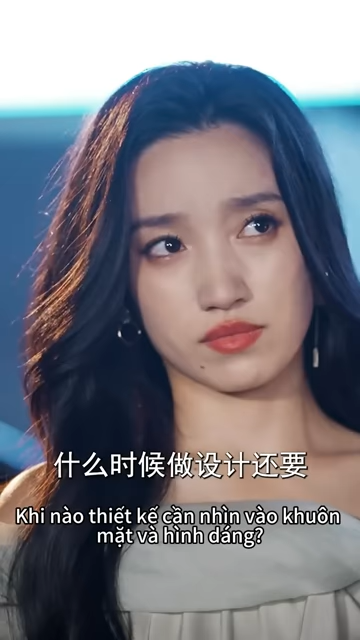 什么时候做设计还要
Khi nào thiết kế cần nhìn vào khuôn
mặt và hình dáng?